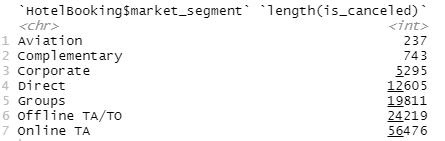 `HotelBooking$market_segment` `length(is_canceled)`
<chr> <int>
1 Aviation 237
2 Complementary 743
3 Corporate 5295
4 Direct 12605
5 Groups 19811
6 Offline TA/TO 24219
7 Online TA 56476